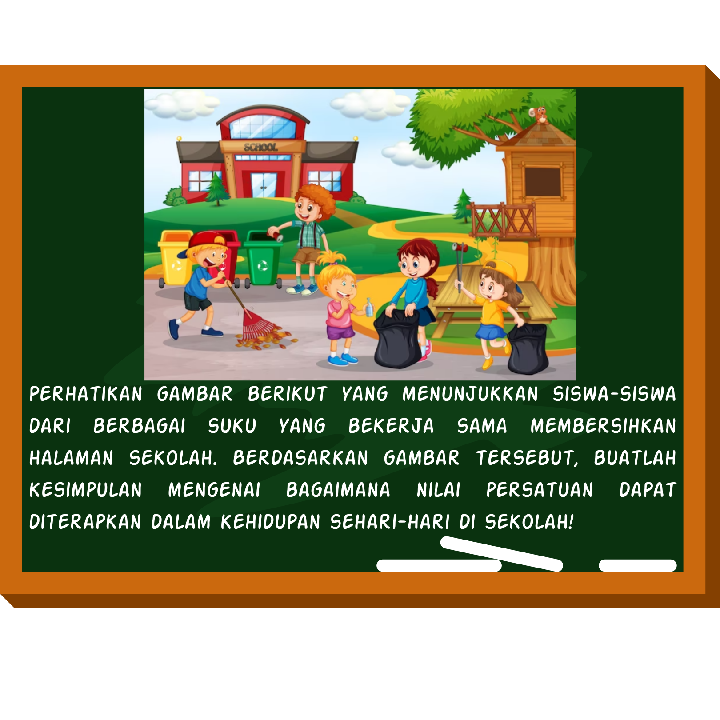 SCHOOL
PERHATIKAN GAMBAR BERIKUT YANG MENUNJUKKAN SISWA-SISWA
DARI BERBAGAI SUKU YANG BEKERJA SAMA MEMBERSIHKAN
HALAMAN SEKOLAH. BERDASARKAN GAMBAR TERSEBUT, BUATLAH
KESIMPULAN MENGENAI BAGAIMANA NILAI PERSATUAN DAPAT
DITERAPKAN DALAM KEHIDUPAN SEHARI-HARI DI SEKOLAH!